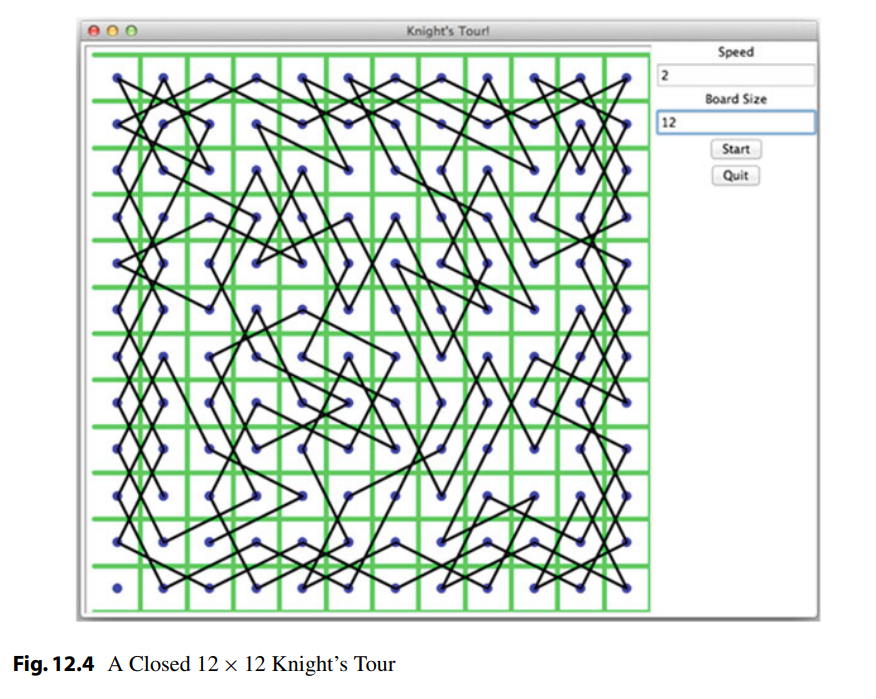 Knight's Tour!
Speed
2
Board Size
12
Start
Quit
Fig. 12.4 A Closed 12 × 12 Knight's Tour